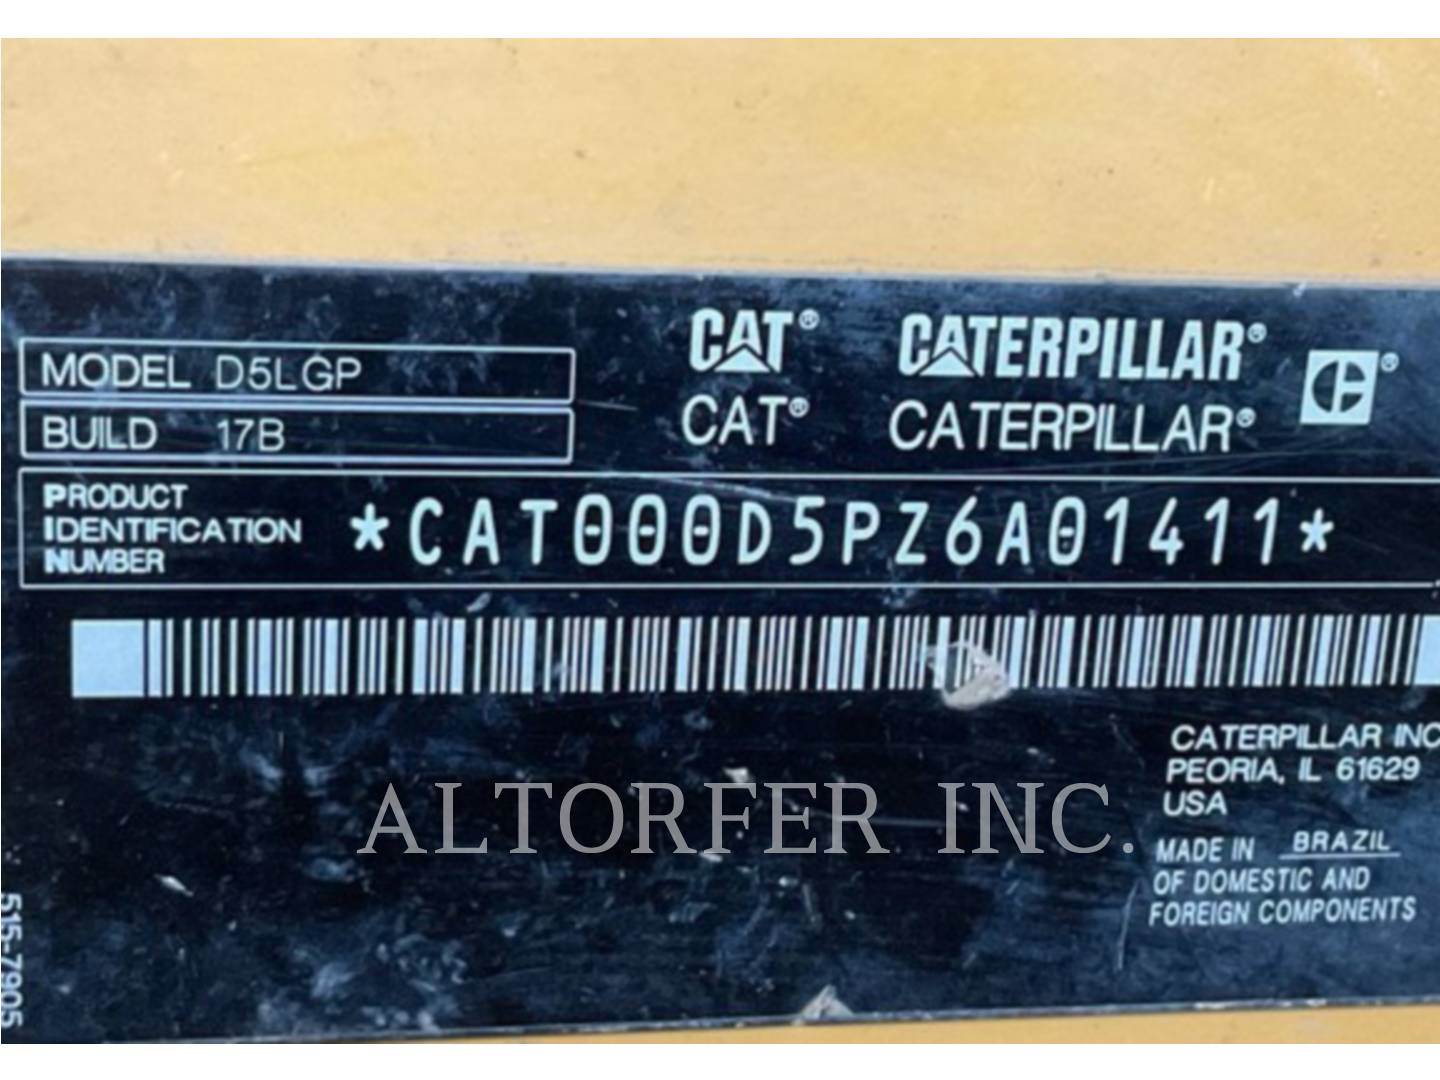 CAT® CATERPILLAR®
CAT® CATERPILLAR®
MODEL D5LGP
BUILD 17B
PRODUCT
IDENTIFICATION
NUMBER
*CAT000D5PZ6A01411*
CATERPILLAR INC
PEORIA, IL 61629
USA
MADE IN BRAZIL
OF DOMESTIC AND
FOREIGN COMPONENTS
515-7905
ALTORFER INC.